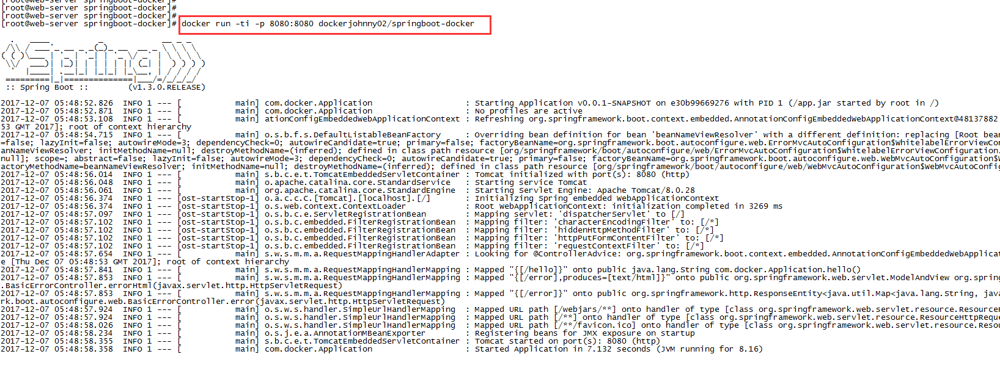 [root@web-server springboot-docker]#
[root@web-server springboot-docker]#
[root@web-server springboot-docker]#
[root@web-server springboot-docker]# docker run -ti -p 8080:8080 dockerjohnny02/springboot-docker
  .   ____          _            __ _ _
 /\\ / ___'_ __ _ _(_)_ __  __ _ \ \ \ \
( ( )\___ | '_ | '_| | '_ \/ _` | \ \ \ \
 \\/  ___)| |_)| | | | | || (_| |  ) ) ) )
  '  |____| .__|_| |_|_| |_\__, | / / / /
 =========|_|==============|___/=/_/_/_/
 :: Spring Boot ::        (v1.3.0.RELEASE)
2017-12-07 05:48:52.826  INFO 1 --- [           main] com.docker.Application                   : Starting Application v0.0.1-SNAPSHOT on e30b99669276 with PID 1 (/app.jar started by root in /)
2017-12-07 05:48:52.871  INFO 1 --- [           main] com.docker.Application                   : No profiles are active
2017-12-07 05:48:53.108  INFO 1 --- [           main] ationConfigEmbeddedWebApplicationContext : Refreshing org.springframework.boot.context.embedded.AnnotationConfigEmbeddedWebApplicationContext@48137882
53 GMT 2017]; root of context hierarchy
2017-12-07 05:48:54.715  INFO 1 --- [           main] o.s.b.f.s.DefaultListableBeanFactory     : Overriding bean definition for bean 'beanNameViewResolver' with a different definition: replacing [Root bean
=false; lazyInit=false; autowireMode=3; dependencyCheck=0; autowireCandidate=true; primary=false; factoryBeanName=org.springframework.boot.autoconfigure.web.ErrorMvcAutoConfiguration$WhitelabelErrorViewCon
anNameViewResolver; initMethodName=null; destroyMethodName=(inferred); defined in class path resource [org/springframework/boot/autoconfigure/web/ErrorMvcAutoConfiguration$WhitelabelErrorViewConfiguration.
null]; scope=; abstract=false; lazyInit=false; autowireMode=3; dependencyCheck=0; autowireCandidate=true; primary=false; factoryBeanName=org.springframework.boot.autoconfigure.web.WebMvcAutoConfiguration$W
actoryMethodName=beanNameViewResolver; initMethodName=null; destroyMethodName=(inferred); defined in class path resource [org/springframework/boot/autoconfigure/web/WebMvcAutoConfiguration$WebMvcAutoConfig
2017-12-07 05:48:56.014  INFO 1 --- [           main] s.b.c.e.t.TomcatEmbeddedServletContainer : Tomcat initialized with port(s): 8080 (http)
2017-12-07 05:48:56.048  INFO 1 --- [           main] o.apache.catalina.core.StandardService   : Starting service Tomcat
2017-12-07 05:48:56.061  INFO 1 --- [           main] org.apache.catalina.core.StandardEngine  : Starting Servlet Engine: Apache Tomcat/8.0.28
2017-12-07 05:48:56.374  INFO 1 --- [ost-startStop-1] o.a.c.c.C.[Tomcat].[localhost].[/]       : Initializing Spring embedded WebApplicationContext
2017-12-07 05:48:56.374  INFO 1 --- [ost-startStop-1] o.s.web.context.ContextLoader            : Root WebApplicationContext: initialization completed in 3269 ms
2017-12-07 05:48:57.097  INFO 1 --- [ost-startStop-1] o.s.b.c.e.ServletRegistrationBean        : Mapping servlet: 'dispatcherServlet' to [/]
2017-12-07 05:48:57.102  INFO 1 --- [ost-startStop-1] o.s.b.c.embedded.FilterRegistrationBean  : Mapping filter: 'characterEncodingFilter' to: [/*]
2017-12-07 05:48:57.102  INFO 1 --- [ost-startStop-1] o.s.b.c.embedded.FilterRegistrationBean  : Mapping filter: 'hiddenHttpMethodFilter' to: [/*]
2017-12-07 05:48:57.102  INFO 1 --- [ost-startStop-1] o.s.b.c.embedded.FilterRegistrationBean  : Mapping filter: 'httpPutFormContentFilter' to: [/*]
2017-12-07 05:48:57.102  INFO 1 --- [ost-startStop-1] o.s.b.c.embedded.FilterRegistrationBean  : Mapping filter: 'requestContextFilter' to: [/*]
2017-12-07 05:48:57.654  INFO 1 --- [           main] s.w.s.m.m.a.RequestMappingHandlerAdapter : Looking for @ControllerAdvice: org.springframework.boot.context.embedded.AnnotationConfigEmbeddedWebApplicat
e [Thu Dec 07 05:48:53 GMT 2017]; root of context hierarchy
2017-12-07 05:48:57.841  INFO 1 --- [           main] s.w.s.m.m.a.RequestMappingHandlerMapping : Mapped "{[/hello]}" onto public java.lang.String com.docker.Application.hello()
2017-12-07 05:48:57.853  INFO 1 --- [           main] s.w.s.m.m.a.RequestMappingHandlerMapping : Mapped "{[/error],produces=[text/html]}" onto public org.springframework.web.servlet.ModelAndView org.spring
.BasicErrorController.errorHtml(javax.servlet.http.HttpServletRequest)
2017-12-07 05:48:57.853  INFO 1 --- [           main] s.w.s.m.m.a.RequestMappingHandlerMapping : Mapped "{[/error]}" onto public org.springframework.http.ResponseEntity<java.util.Map<java.lang.String, java
rk.boot.autoconfigure.web.BasicErrorController.error(javax.servlet.http.HttpServletRequest)
2017-12-07 05:48:57.924  INFO 1 --- [           main] o.s.w.s.handler.SimpleUrlHandlerMapping  : Mapped URL path [/webjars/**] onto handler of type [class org.springframework.web.servlet.resource.ResourceH
2017-12-07 05:48:57.924  INFO 1 --- [           main] o.s.w.s.handler.SimpleUrlHandlerMapping  : Mapped URL path [/**] onto handler of type [class org.springframework.web.servlet.resource.ResourceHttpReque
2017-12-07 05:48:58.026  INFO 1 --- [           main] o.s.w.s.handler.SimpleUrlHandlerMapping  : Mapped URL path [/**/favicon.ico] onto handler of type [class org.springframework.web.servlet.resource.Resou
2017-12-07 05:48:58.234  INFO 1 --- [           main] o.s.j.e.a.AnnotationMBeanExporter        : Registering beans for JMX exposure on startup
2017-12-07 05:48:58.355  INFO 1 --- [           main] s.b.c.e.t.TomcatEmbeddedServletContainer : Tomcat started on port(s): 8080 (http)
2017-12-07 05:48:58.358  INFO 1 --- [           main] com.docker.Application                   : Started Application in 7.132 seconds (JVM running for 8.16)